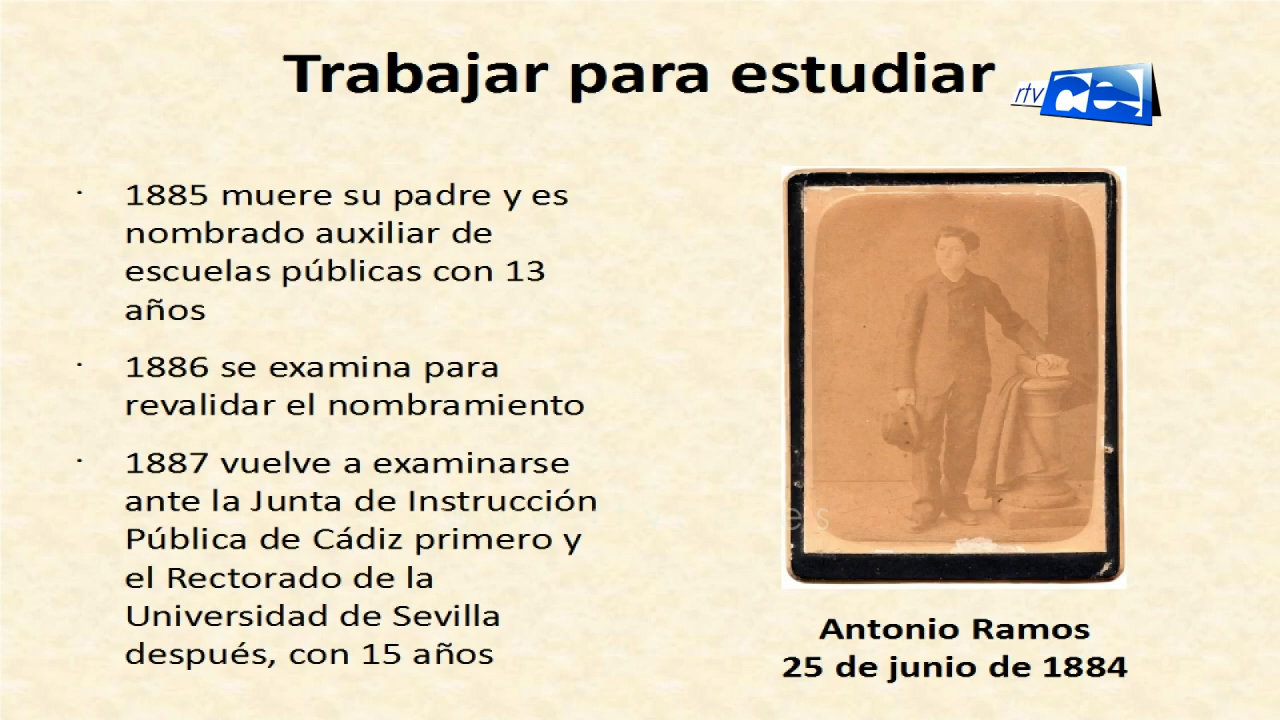 Trabajar para estudiar
rtv ce
· 1885 muere su padre y es
nombrado auxiliar de
escuelas públicas con 13
años
· 1886 se examina para
revalidar el nombramiento
· 1887 vuelve a examinarse
ante la Junta de Instrucción
Pública de Cádiz primero y
el Rectorado de la
Universidad de Sevilla
después, con 15 años
Antonio Ramos
25 de junio de 1884